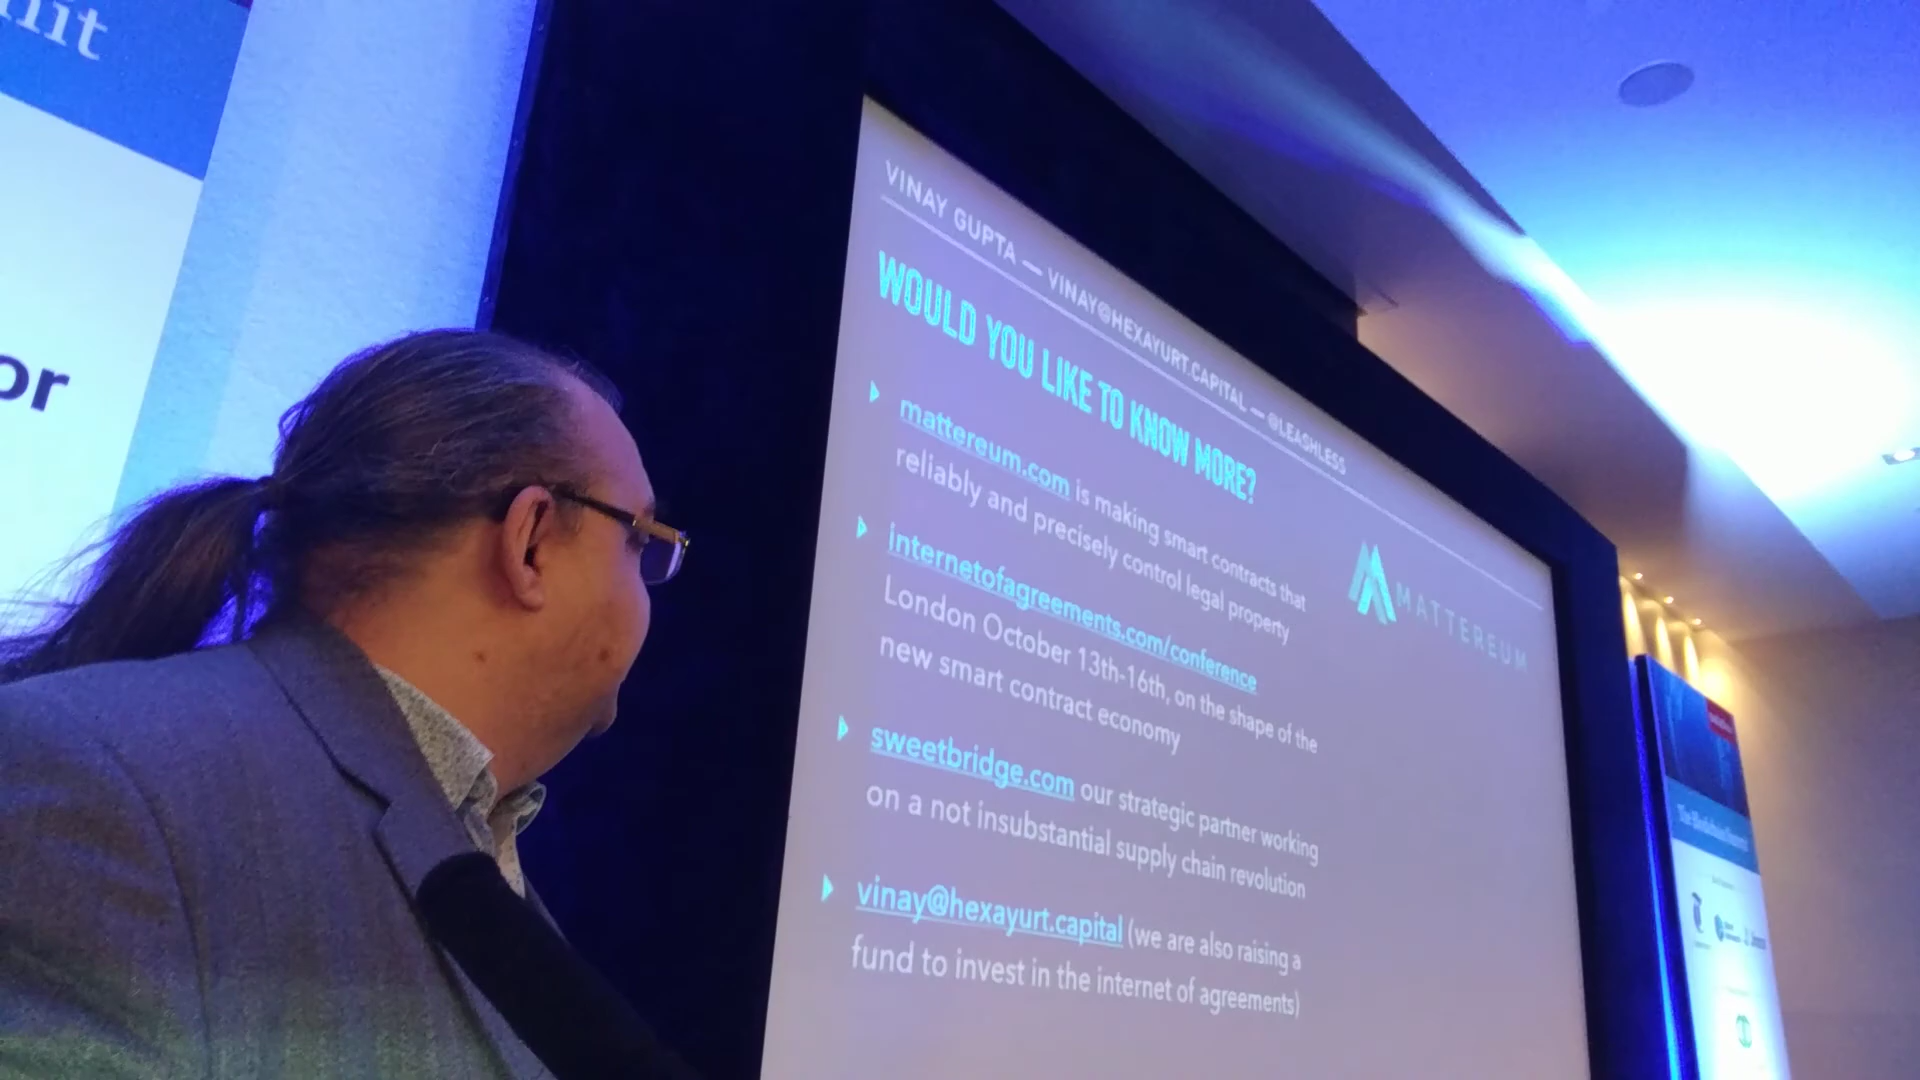 nit
or
VINAY GUPTA — VINAY@HEXAYURT.CAPITAL — @LEASHLESS
WOULD YOU LIKE TO KNOW MORE?
mattereum.com is making smart contracts that
reliably and precisely control legal property
internetofagreements.com/conference
London October 13th-16th, on the shape of the
new smart contract economy
sweetbridge.com our strategic partner working
on a not insubstantial supply chain revolution
vinay@hexayurt.capital (we are also raising a
fund to invest in the internet of agreements)
MATTEREUM